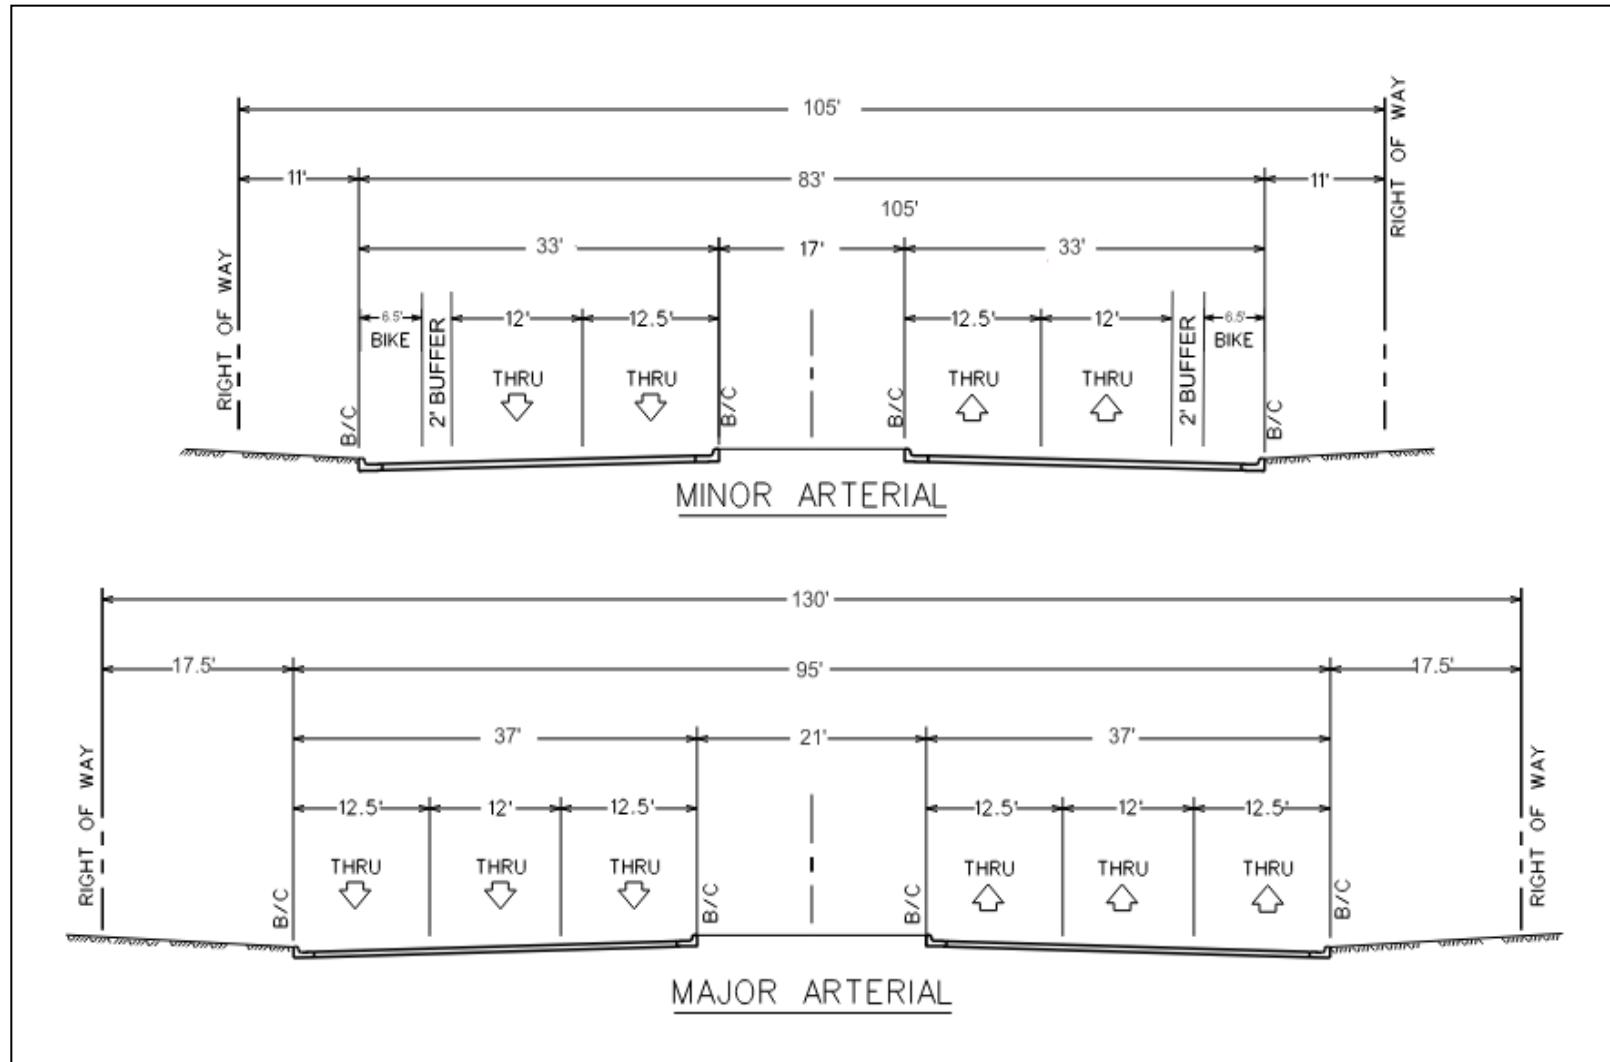 105'
RIGHT OF WAY
11'
83'
11'
105'
33'
17'
33'
RIGHT OF WAY
6.5'
12'
12.5'
12.5'
12'
6.5'
BIKE
2' BUFFER
THRU
THRU
THRU
THRU
2' BUFFER
BIKE
B/C
B/C
B/C
B/C
MINOR ARTERIAL
130'
17.5'
95'
17.5'
37'
21'
37'
RIGHT OF WAY
12.5'
12'
12.5'
12.5'
12'
12.5'
RIGHT OF WAY
THRU
THRU
THRU
THRU
THRU
THRU
B/C
B/C
B/C
B/C
MAJOR ARTERIAL